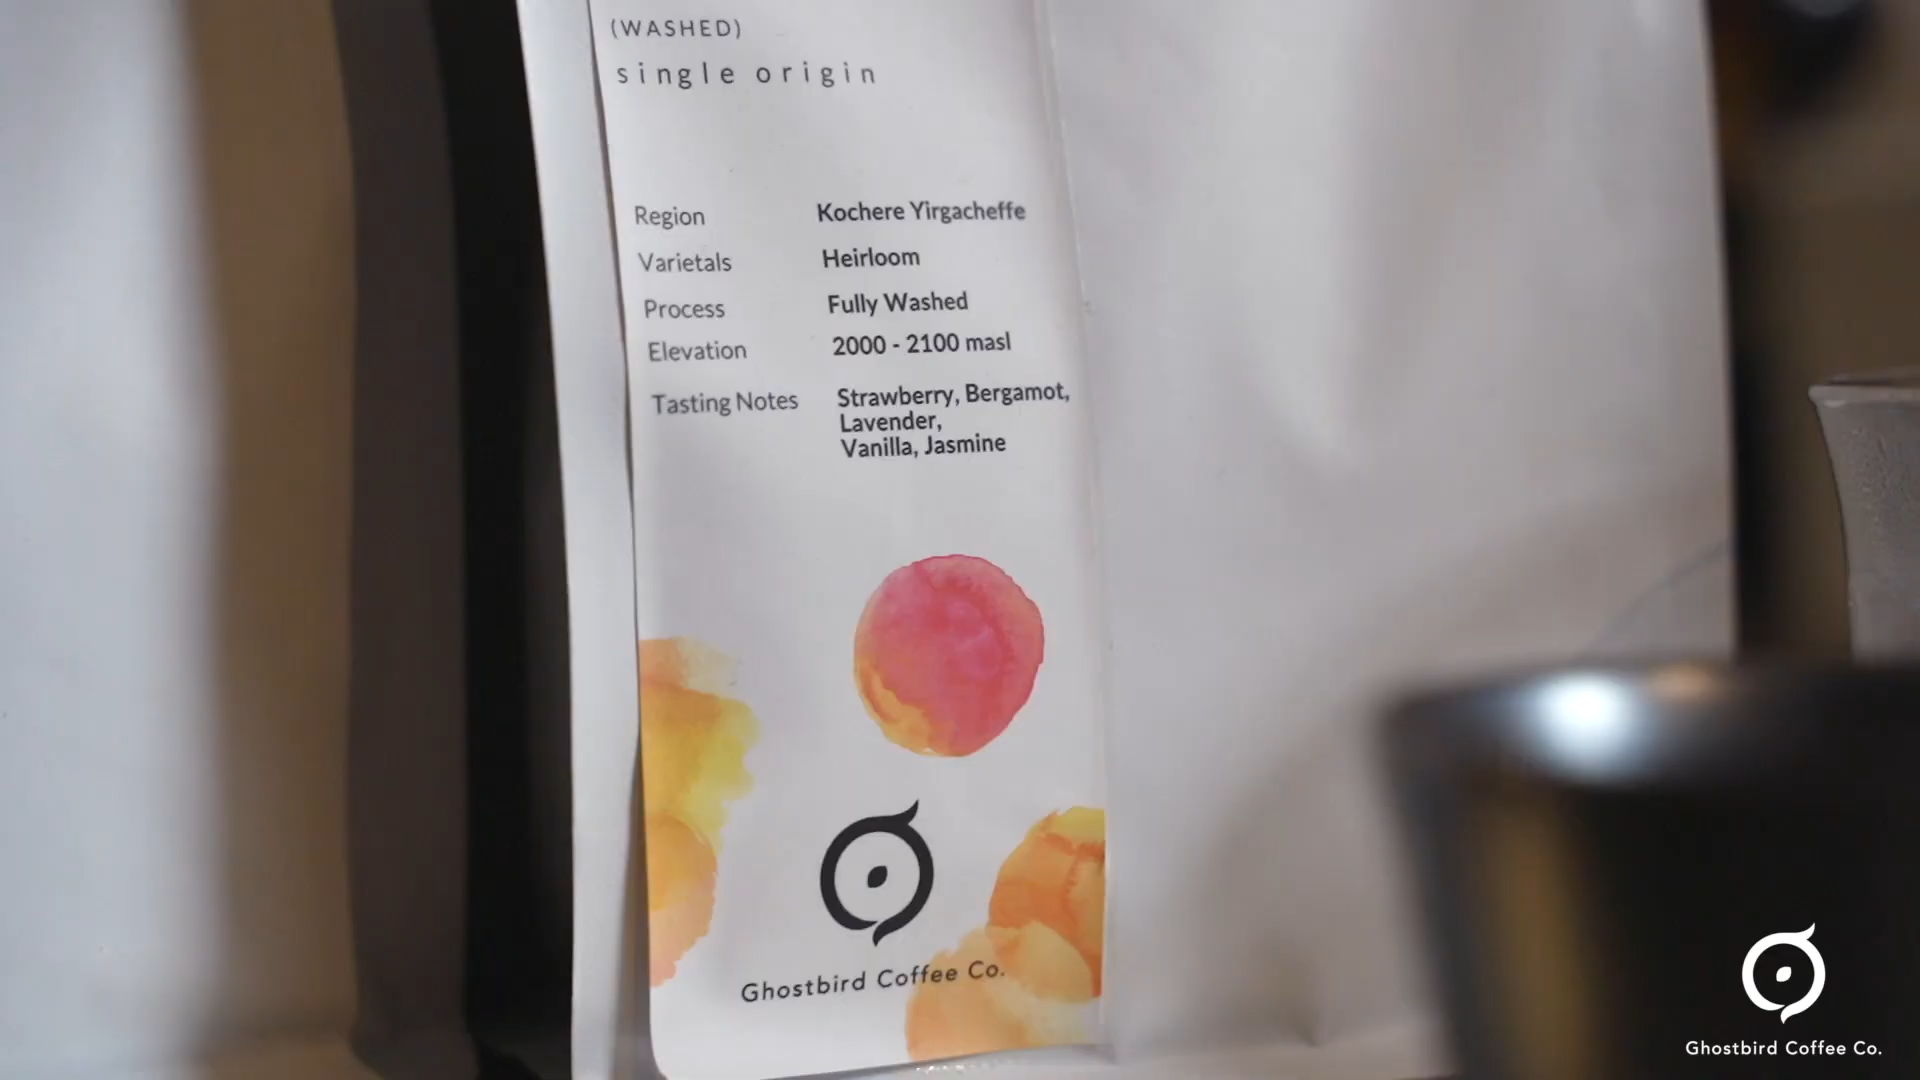 (WASHED)
single origin
Region Kochere Yirgacheffe
Varietals Heirloom
Process Fully Washed
Elevation 2000 - 2100 masl
Tasting Notes Strawberry, Bergamot,
Lavender,
Vanilla, Jasmine
Ghostbird Coffee Co.
Ghostbird Coffee Co.